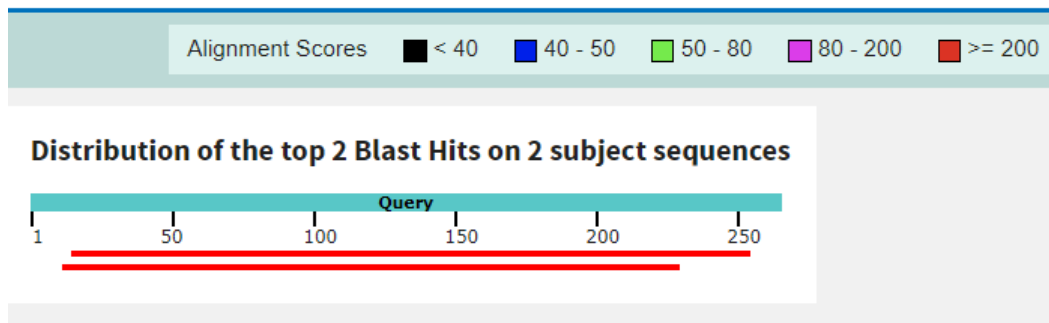 Alignment Scores < 40 40 - 50 50 - 80 80 - 200 >= 200
Distribution of the top 2 Blast Hits on 2 subject sequences
Query
1 50 100 150 200 250